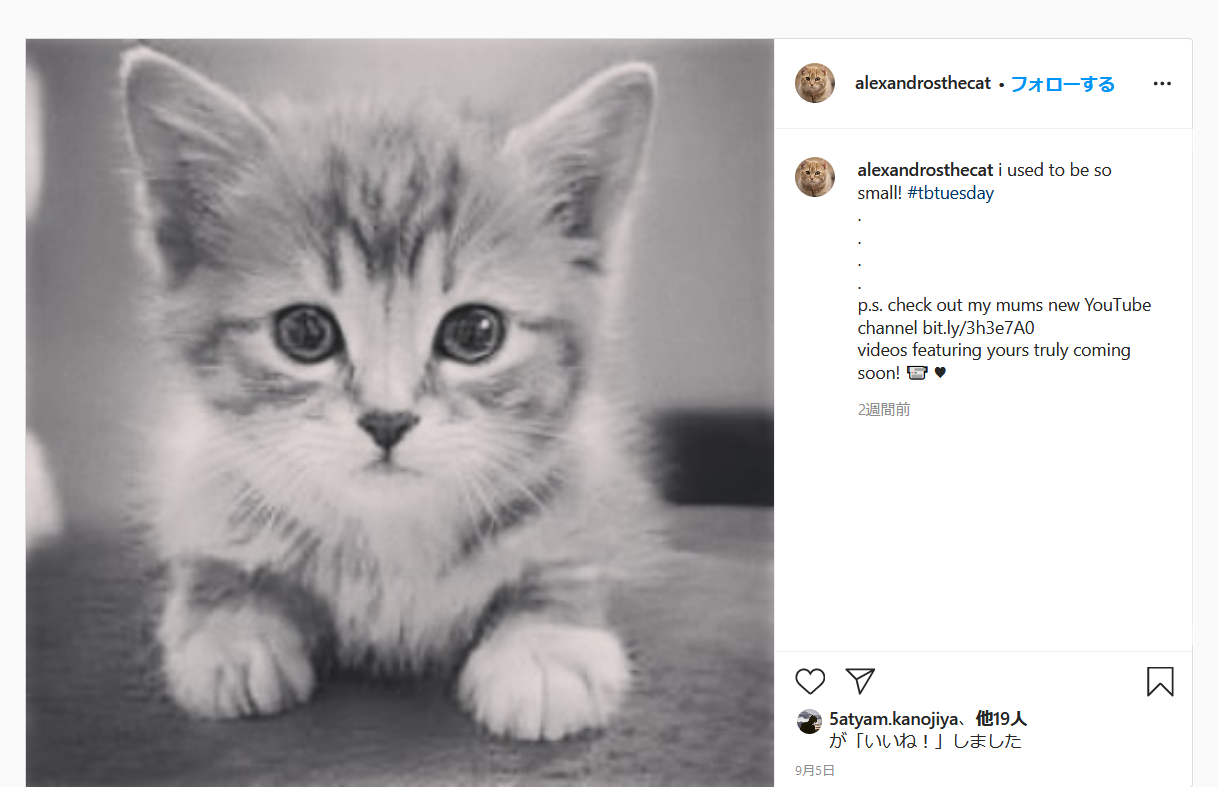 alexandrosthecat • フォローする
alexandrosthecat i used to be so
small! #tbtuesday
.
.
.
.
p.s. check out my mums new YouTube
channel bit.ly/3h3e7A0
videos featuring yours truly coming
soon! 📼 ♥
2週間前
5atyam.kanojiya、他19人
が「いいね！」しました
9月5日